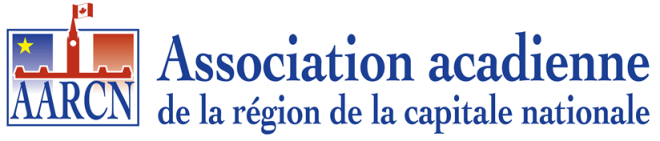 AARCN
Association acadienne
de la région de la capitale nationale